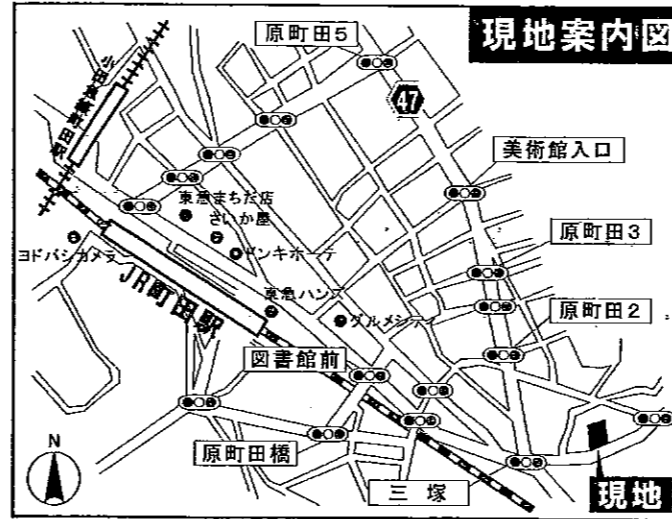 現地案内図
原町田5
47
小田急線町田駅
美術館入口
東急まちだ店
さいか屋
ドンキホーテ
ヨドバシカメラ
原町田3
JR町田駅
東急ハンズ
グルメシティ
原町田2
図書館前
原町田橋
三塚
現地
N